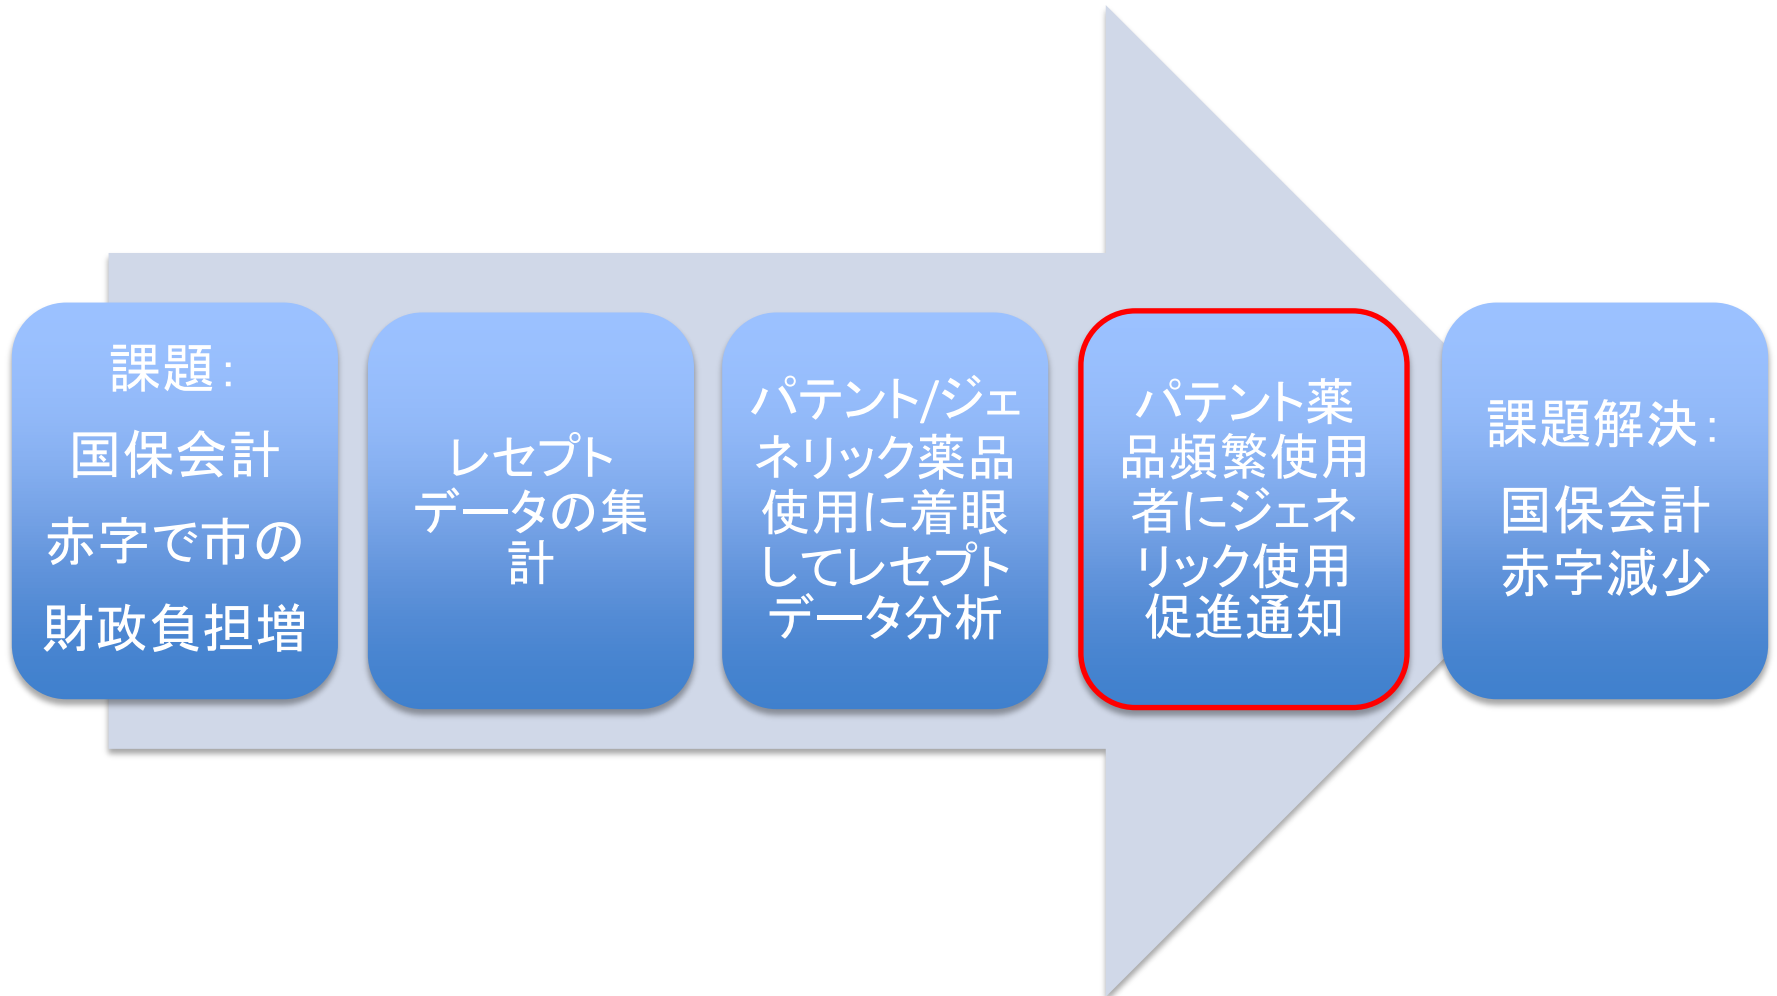 課題：
国保会計
赤字で市の
財政負担増
レセプト
データの集
計
パテント/ジェ
ネリック薬品
使用に着眼
してレセプト
データ分析
パテント薬
品頻繁使用
者にジェネ
リック使用
促進通知
課題解決：
国保会計
赤字減少